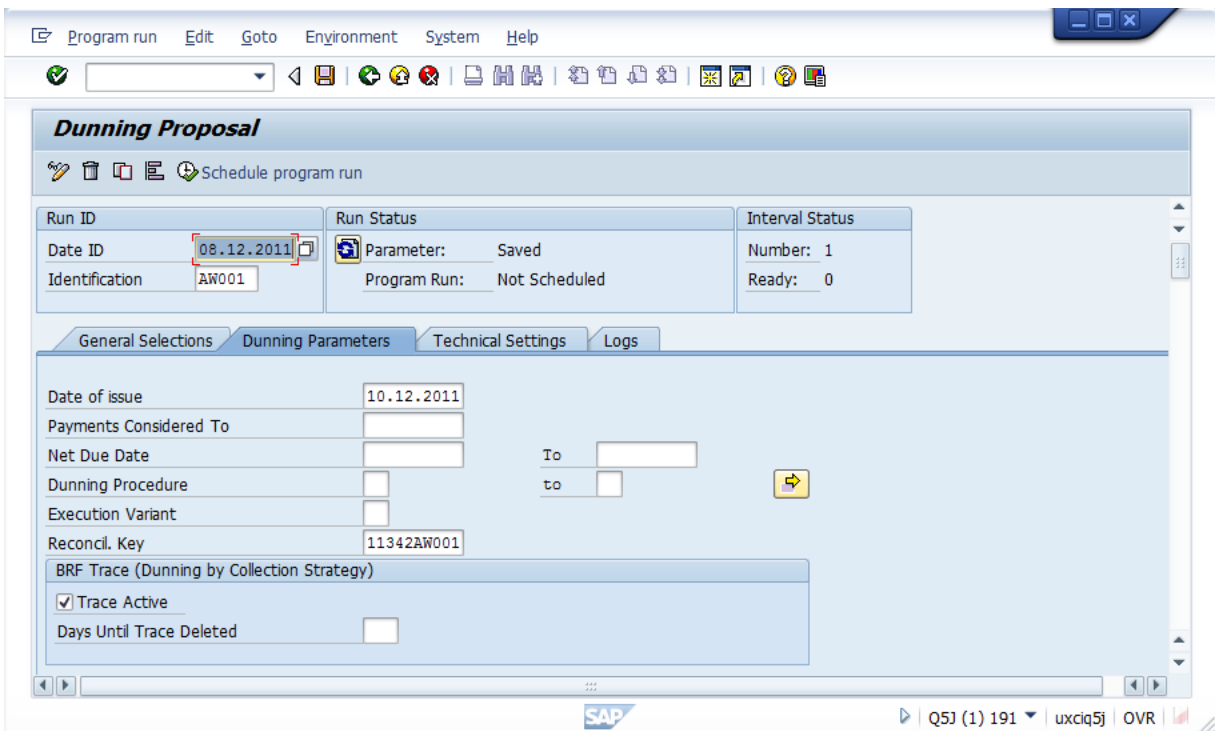 Program run Edit Goto Environment System Help
Dunning Proposal
Schedule program run
Run ID Run Status Interval Status
Date ID 08.12.2011 Parameter: Saved Number: 1
Identification AW001 Program Run: Not Scheduled Ready: 0
General Selections Dunning Parameters Technical Settings Logs
Date of issue 10.12.2011
Payments Considered To
Net Due Date To
Dunning Procedure to
Execution Variant
Reconcil. Key 11342AW001
BRF Trace (Dunning by Collection Strategy)
Trace Active
Days Until Trace Deleted
SAP Q5J (1) 191 uxciq5j OVR